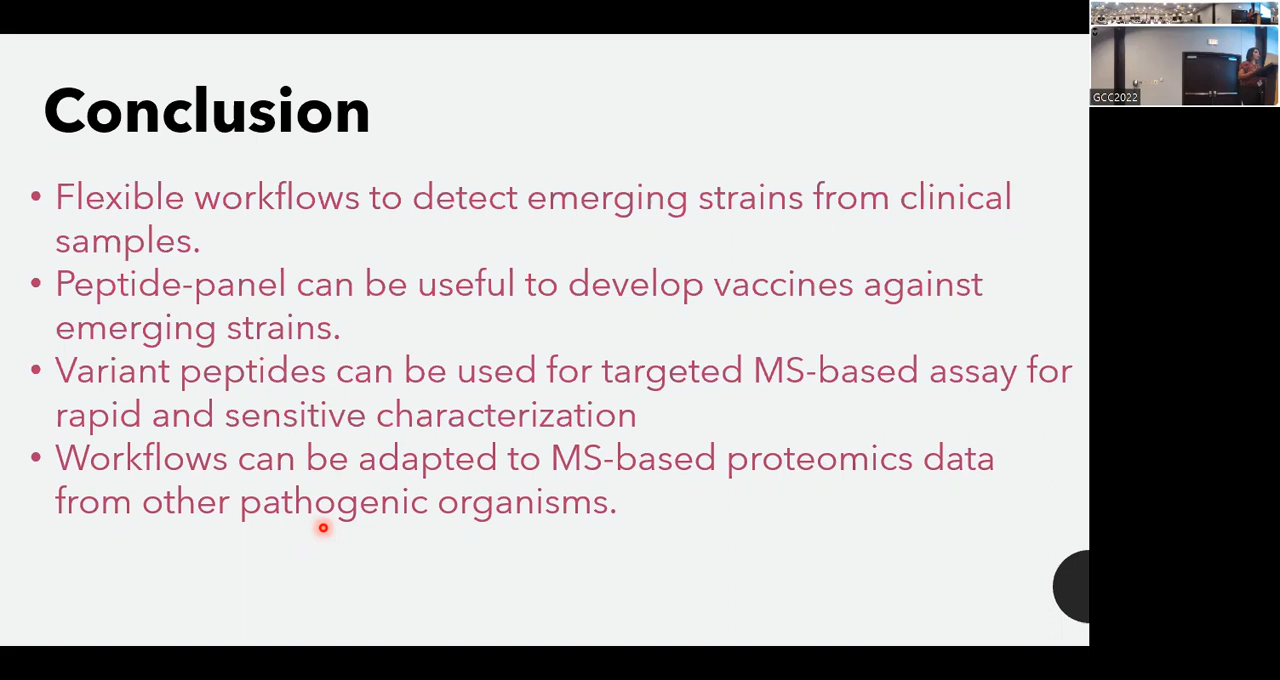 Conclusion
• Flexible workflows to detect emerging strains from clinical
samples.
• Peptide-panel can be useful to develop vaccines against
emerging strains.
• Variant peptides can be used for targeted MS-based assay for
rapid and sensitive characterization
• Workflows can be adapted to MS-based proteomics data
from other pathogenic organisms.
GCC2022